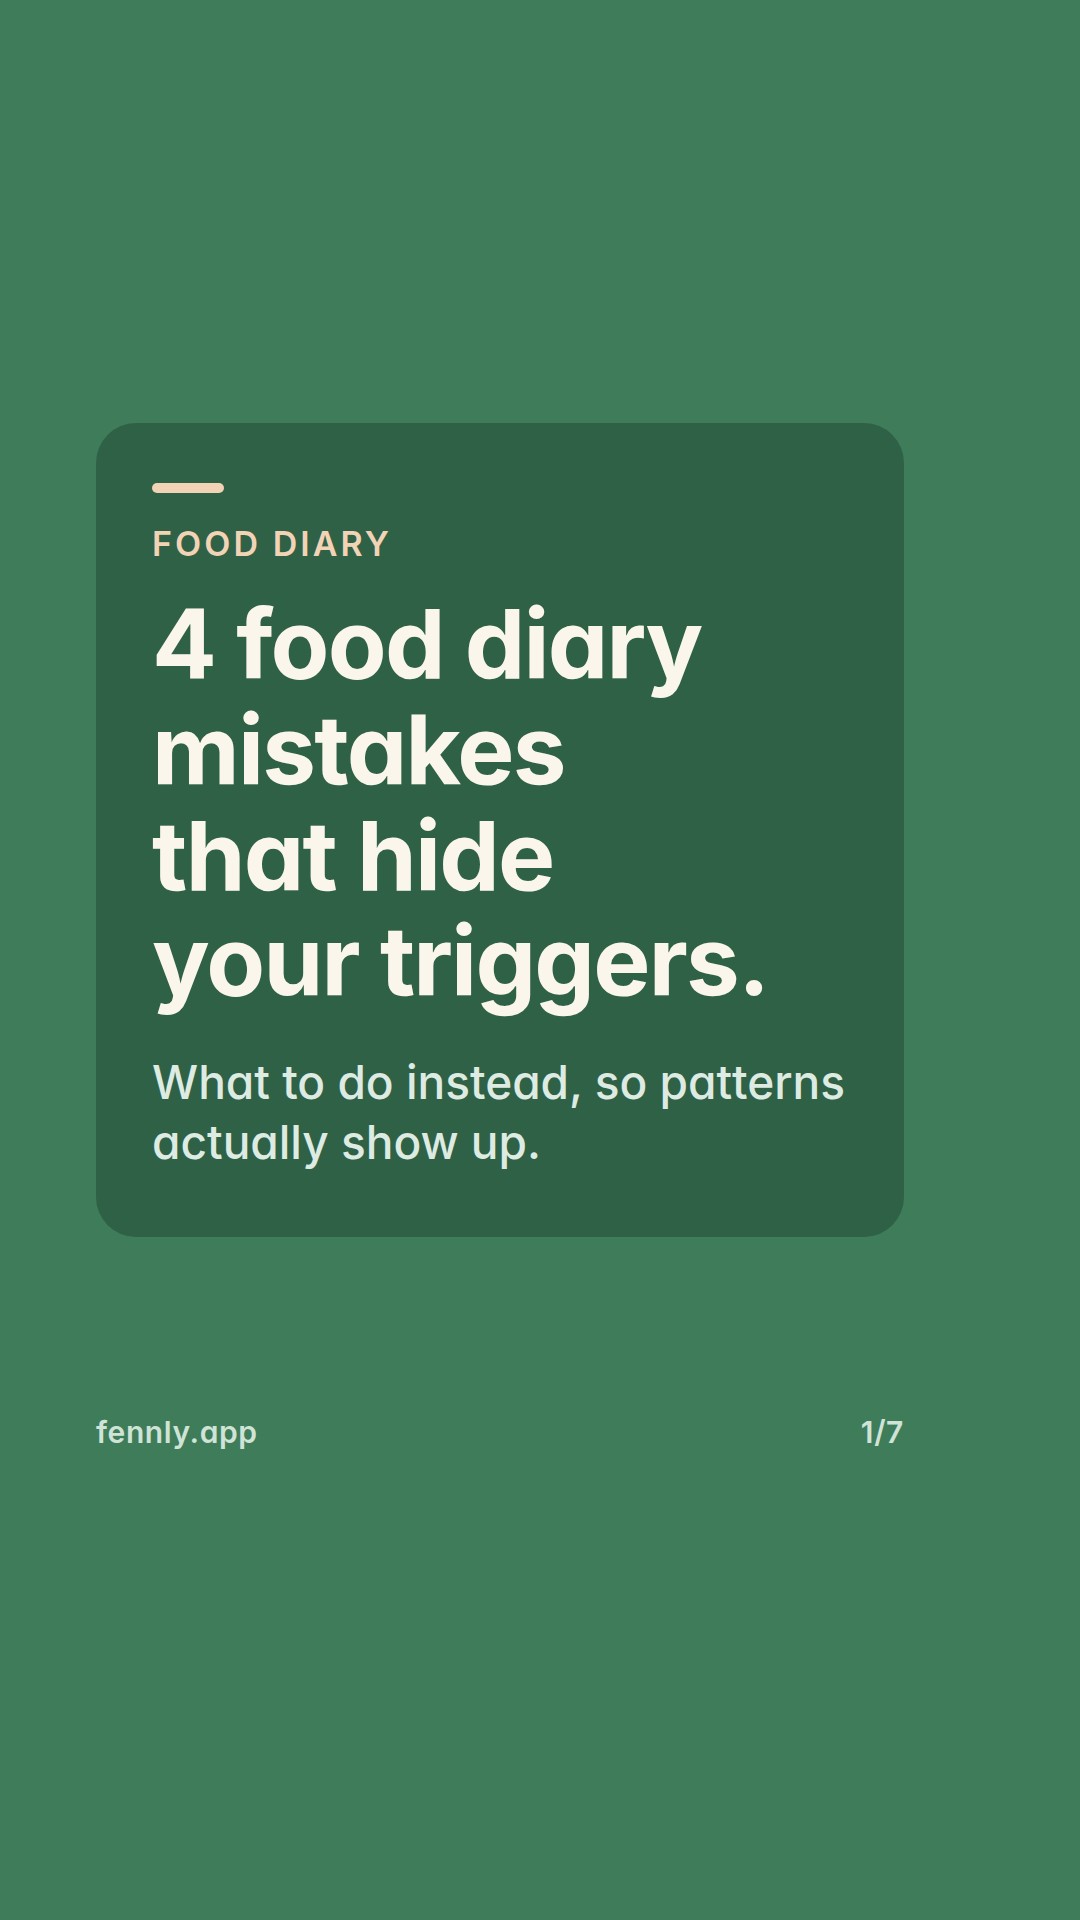 FOOD DIARY
4 food diary
mistakes
that hide
your triggers.
What to do instead, so patterns
actually show up.
fennly.app
1/7